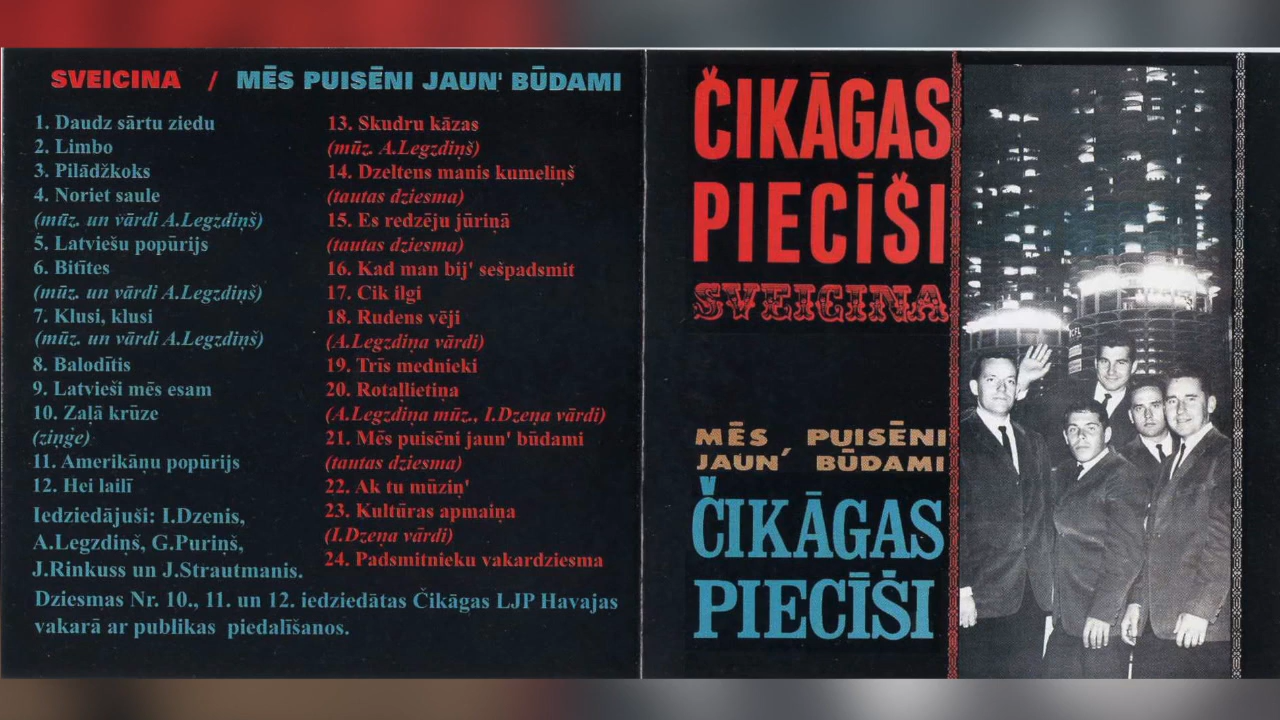 SVEICINA / MĒS PUISĒNI JAUN' BŪDAMI
1. Daudz sārtu ziedu
2. Limbo
3. Pīlādžkoks
4. Noriet saule
(mūz. un vārdi A.Legzdiņš)
5. Latviešu popūrijs
6. Bitītes
(mūz. un vārdi A.Legzdiņš)
7. Klusi, klusi
(mūz. un vārdi A.Legzdiņš)
8. Balodītis
9. Latvieši mēs esam
10. Zaļā krūze
(ziņģe)
11. Amerikāņu popūrijs
12. Hei lailī
Iedziedājuši: I.Dzenis,
A.Legzdiņš, G.Puriņš,
J.Rinkuss un J.Strautmanis.
13. Skudru kāzas
(mūz. A.Legzdiņš)
14. Dzeltens manis kumeliņš
(tautas dziesma)
15. Es redzēju jūriņā
(tautas dziesma)
16. Kad man bij' sešpadsmit
17. Cik ilgi
18. Rudens vēji
(A.Legzdiņa vārdi)
19. Trīs mednieki
20. Rotaļlietiņa
(A.Legzdiņa mūz., I.Dzeņa vārdi)
21. Mēs puisēni jaun' būdami
(tautas dziesma)
22. Ak tu mūziņ'
23. Kultūras apmaiņa
(I.Dzeņa vārdi)
24. Padsmitnieku vakardziesma
Dziesmas Nr. 10., 11. un 12. iedziedātas Čikāgas LJP Havajas
vakarā ar publikas piedalīšanos.
ČIKĀGAS
PIECĪŠI
SVEICINA
MĒS PUISĒNI
JAUN' BŪDAMI
ČIKĀGAS
PIECĪŠI